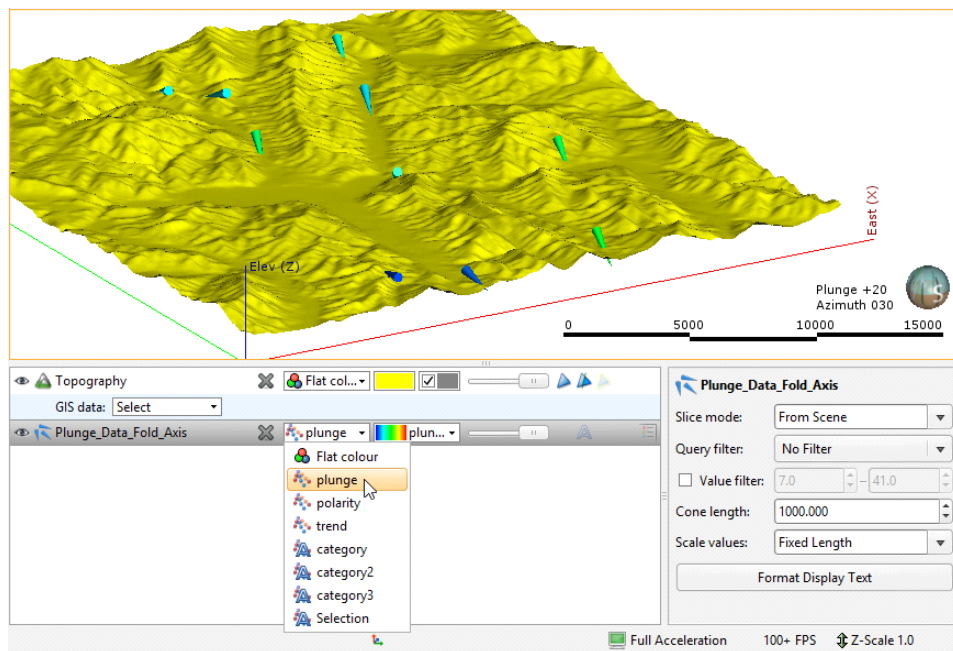 East (X)
Elev (Z)
Plunge +20
Azimuth 030
S
0 5000 10000 15000
Topography Flat col...
GIS data: Select
Plunge_Data_Fold_Axis plunge plun...
Flat colour
plunge
polarity
trend
category
category2
category3
Selection
Plunge_Data_Fold_Axis
Slice mode: From Scene
Query filter: No Filter
Value filter: 7.0 – 41.0
Cone length: 1000.000
Scale values: Fixed Length
Format Display Text
Full Acceleration 100+ FPS Z-Scale 1.0